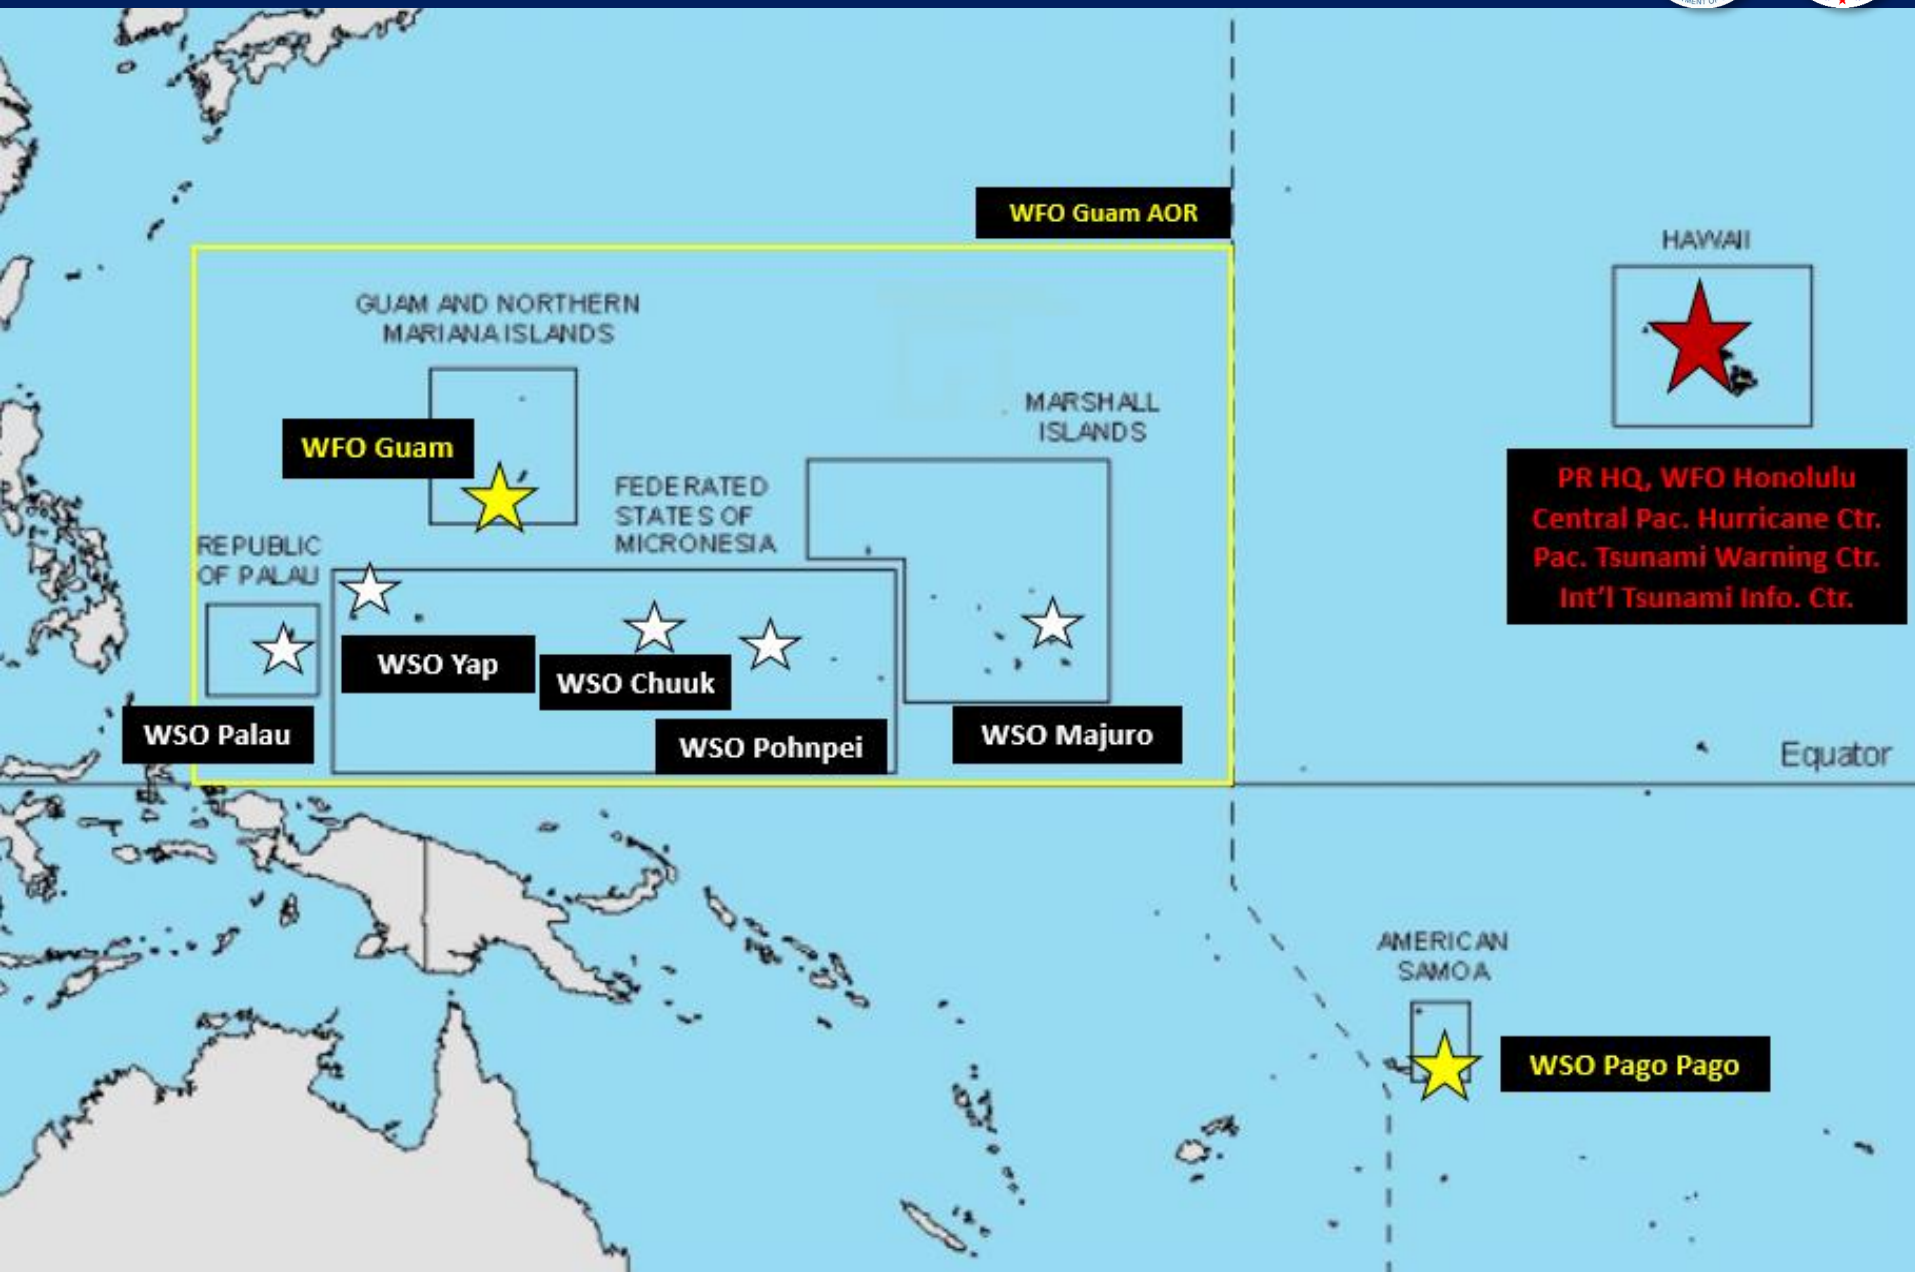 WFO Guam AOR
HAWAII
GUAM AND NORTHERN
MARIANA ISLANDS
MARSHALL
ISLANDS
WFO Guam
FEDERATED
STATES OF
MICRONESIA
PR HQ, WFO Honolulu
Central Pac. Hurricane Ctr.
Pac. Tsunami Warning Ctr.
Int'l Tsunami Info. Ctr.
REPUBLIC
OF PALAU
WSO Yap
WSO Chuuk
WSO Palau
WSO Pohnpei
WSO Majuro
Equator
AMERICAN
SAMOA
WSO Pago Pago